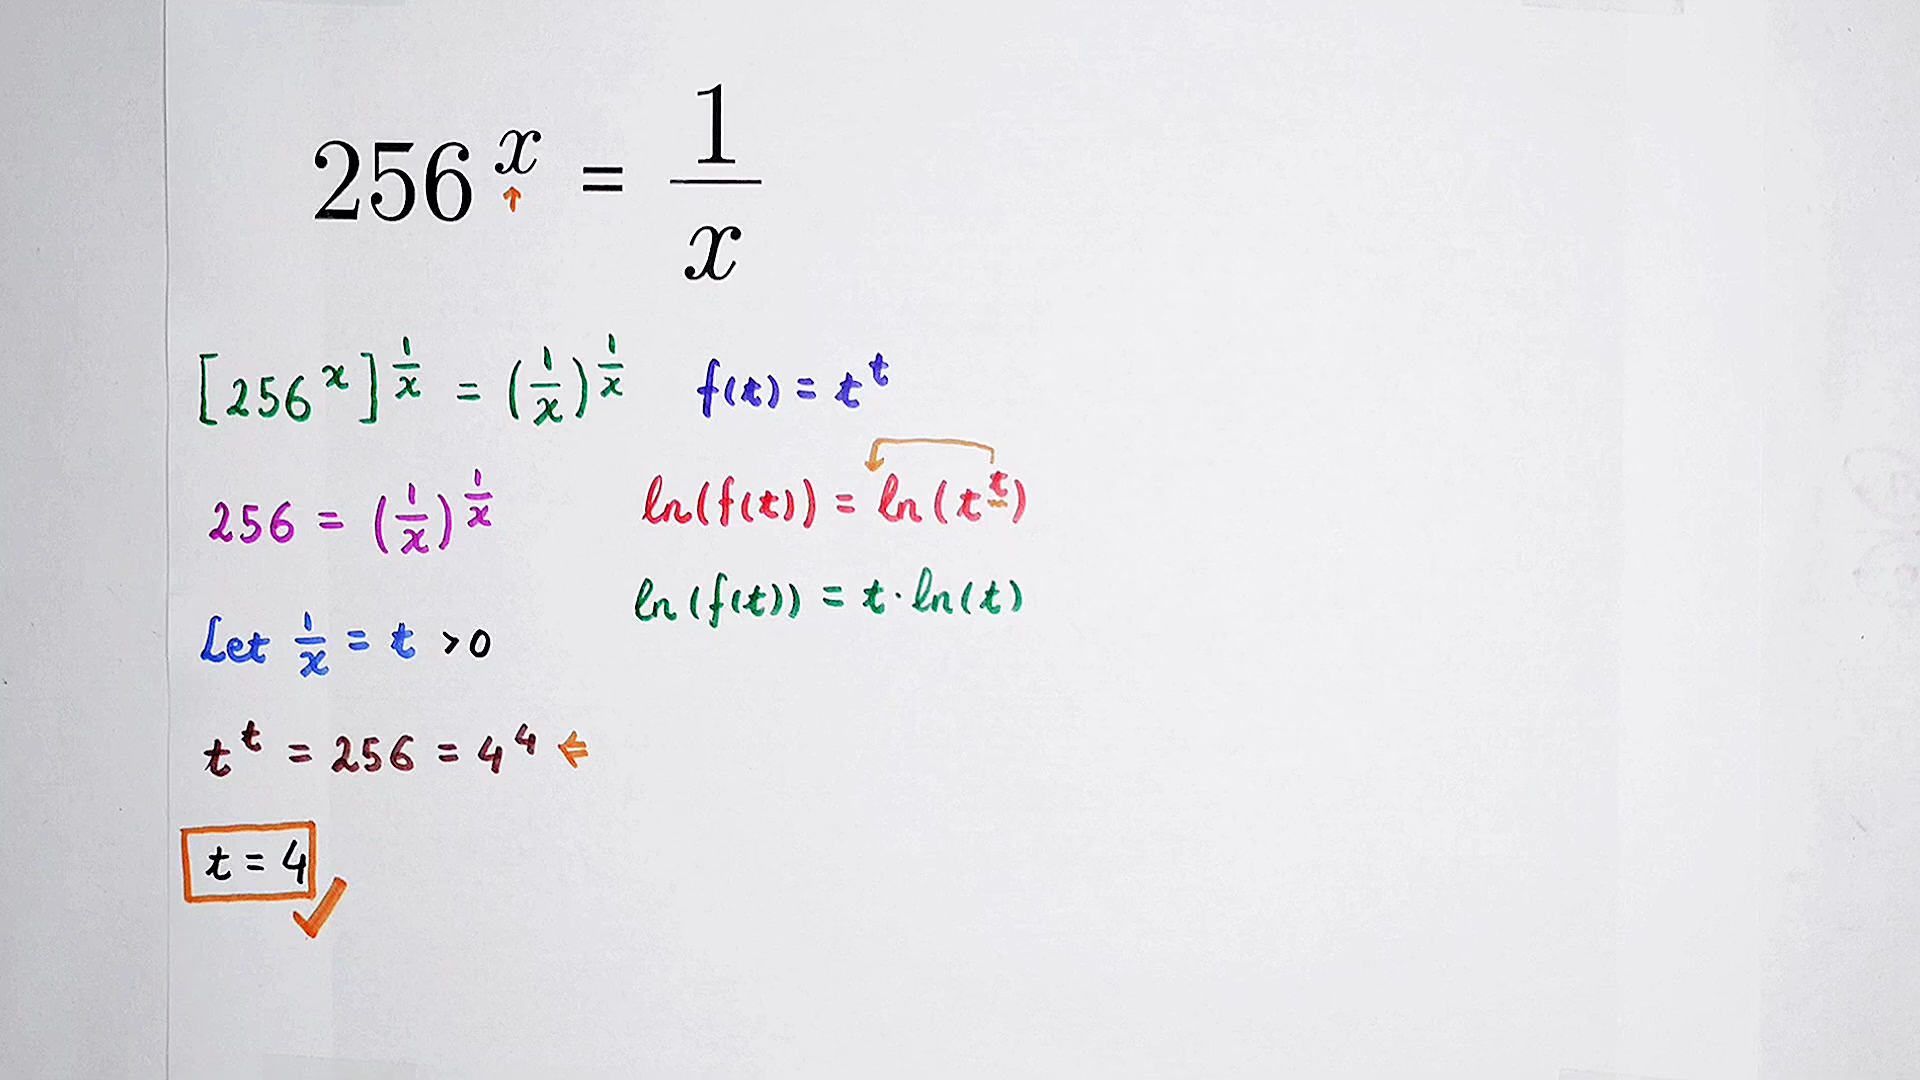 256^x = 1/x
[256^x]^(1/x) = (1/x)^(1/x)
256 = (1/x)^(1/x)
Let 1/x = t > 0
t^t = 256 = 4^4 ⇐
t = 4 ✓
f(t) = t^t
ln(f(t)) = ln(t^t)
ln(f(t)) = t·ln(t)